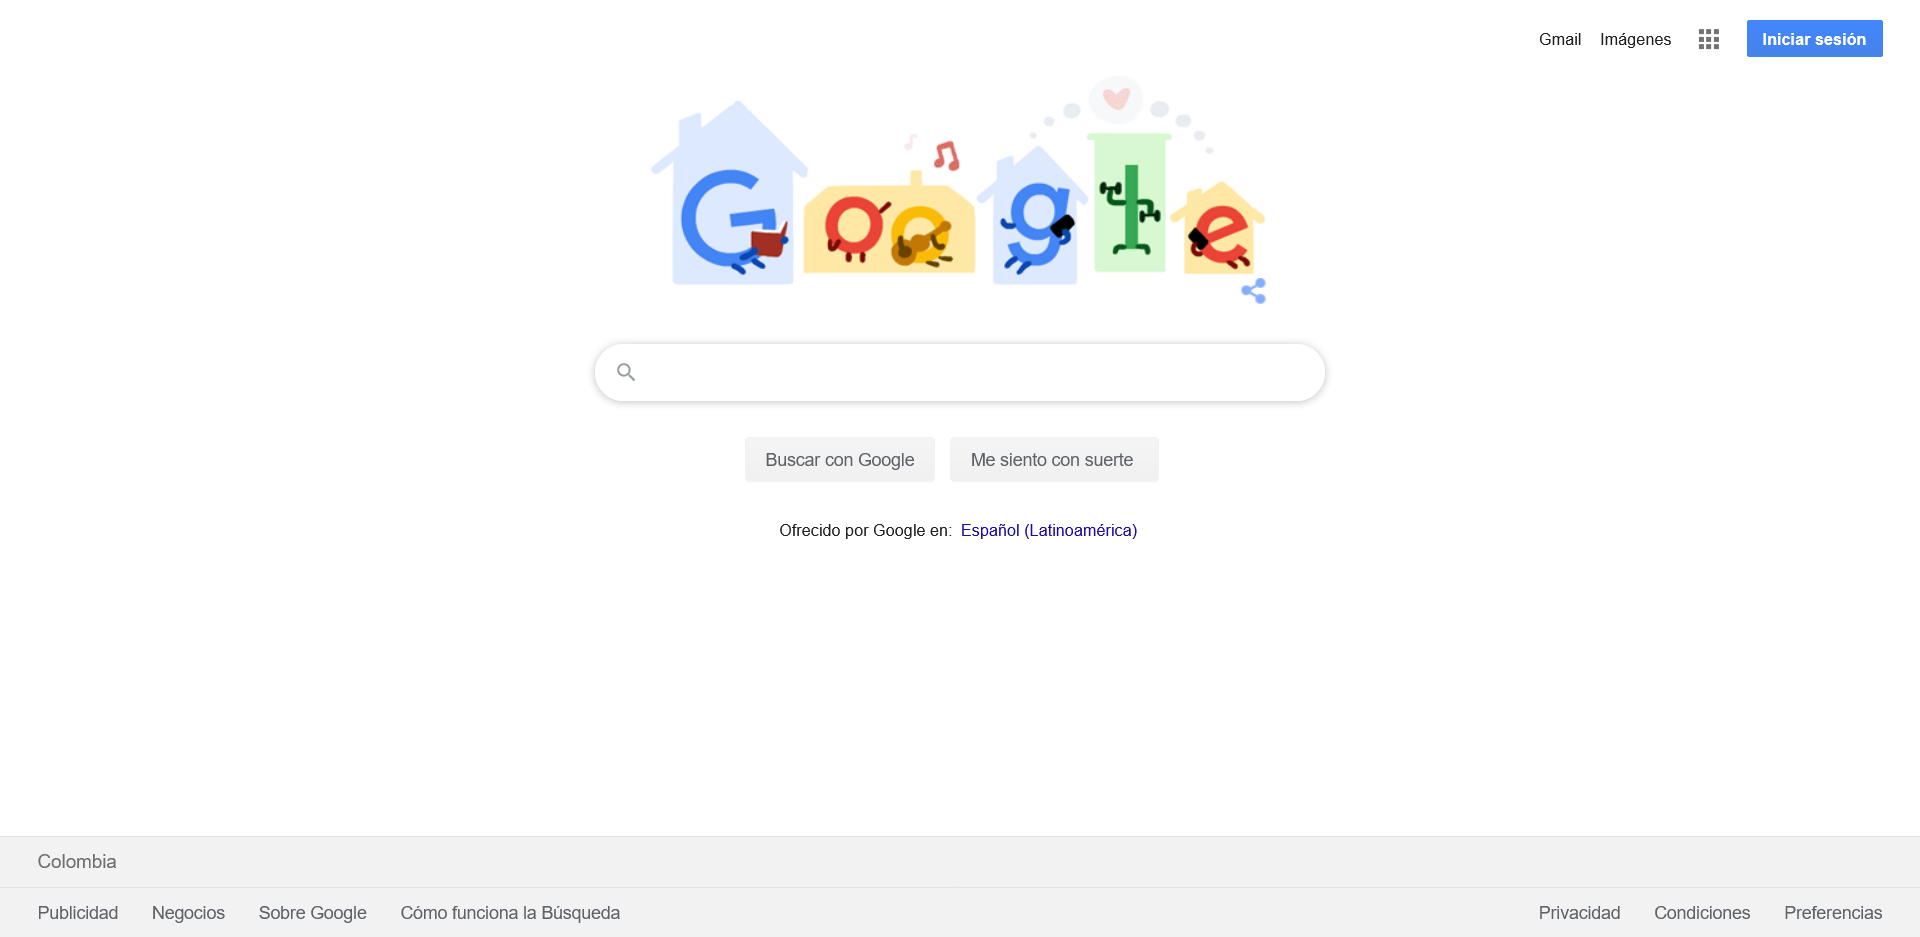 Gmail Imágenes Iniciar sesión
Google
Buscar con Google Me siento con suerte
Ofrecido por Google en: Español (Latinoamérica)
Colombia
Publicidad Negocios Sobre Google Cómo funciona la Búsqueda Privacidad Condiciones Preferencias